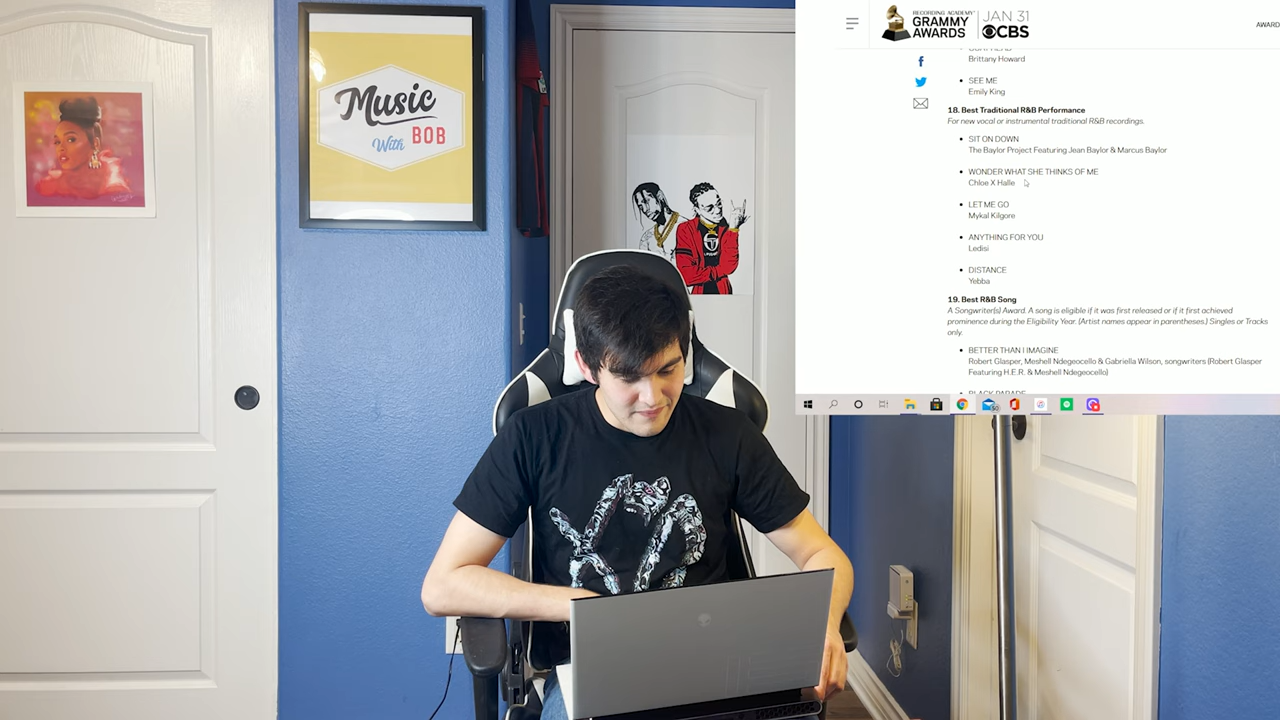 Music
With BOB
RECORDING ACADEMY
GRAMMY
AWARDS
JAN 31
CBS
AWARD
Brittany Howard
SEE ME
Emily King
18. Best Traditional R&B Performance
For new vocal or instrumental traditional R&B recordings.
SIT ON DOWN
The Baylor Project Featuring Jean Baylor & Marcus Baylor
WONDER WHAT SHE THINKS OF ME
Chloe X Halle
LET ME GO
Mykal Kilgore
ANYTHING FOR YOU
Ledisi
DISTANCE
Yebba
19. Best R&B Song
A Songwriter(s) Award. A song is eligible if it was first released or if it first achieved
prominence during the Eligibility Year. (Artist names appear in parentheses.) Singles or Tracks
only.
BETTER THAN I IMAGINE
Robert Glasper, Meshell Ndegeocello & Gabriella Wilson, songwriters (Robert Glasper
Featuring H.E.R. & Meshell Ndegeocello)
BLACK PARADE